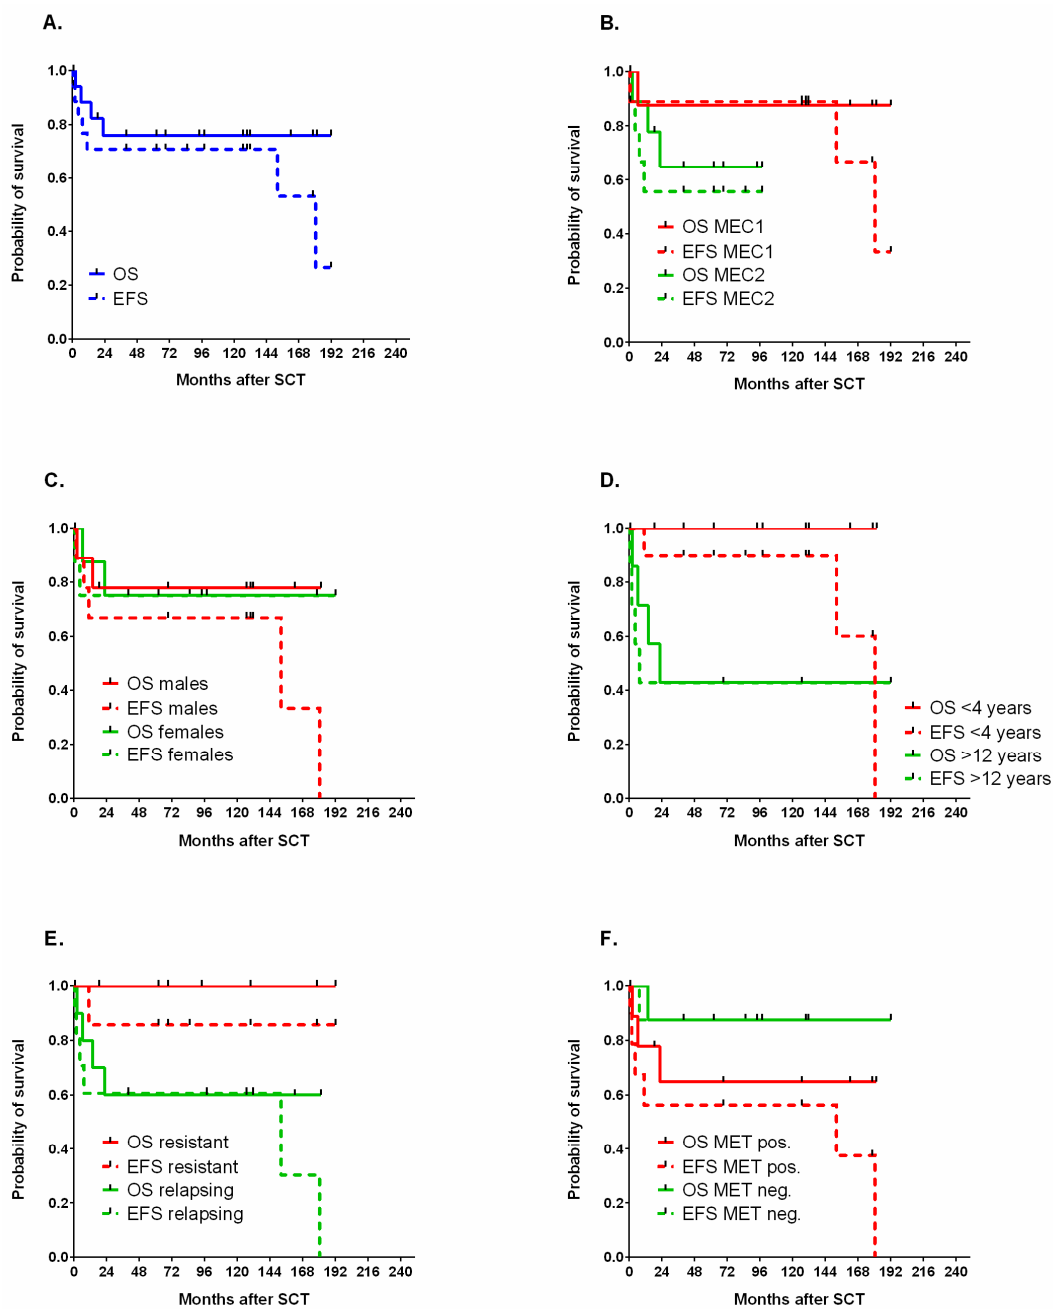 A.
1.0
0.8
0.6
0.4
0.2
0.0
Probability of survival
OS
EFS
0 24 48 72 96 120 144 168 192 216 240
Months after SCT
B.
1.0
0.8
0.6
0.4
0.2
0.0
Probability of survival
OS MEC1
EFS MEC1
OS MEC2
EFS MEC2
0 24 48 72 96 120 144 168 192 216 240
Months after SCT
C.
1.0
0.8
0.6
0.4
0.2
0.0
Probability of survival
OS males
EFS males
OS females
EFS females
0 24 48 72 96 120 144 168 192 216 240
Months after SCT
D.
1.0
0.8
0.6
0.4
0.2
0.0
Probability of survival
OS <4 years
EFS <4 years
OS >12 years
EFS >12 years
0 24 48 72 96 120 144 168 192 216 240
Months after SCT
E.
1.0
0.8
0.6
0.4
0.2
0.0
Probability of survival
OS resistant
EFS resistant
OS relapsing
EFS relapsing
0 24 48 72 96 120 144 168 192 216 240
Months after SCT
F.
1.0
0.8
0.6
0.4
0.2
0.0
Probability of survival
OS MET pos.
EFS MET pos.
OS MET neg.
EFS MET neg.
0 24 48 72 96 120 144 168 192 216 240
Months after SCT